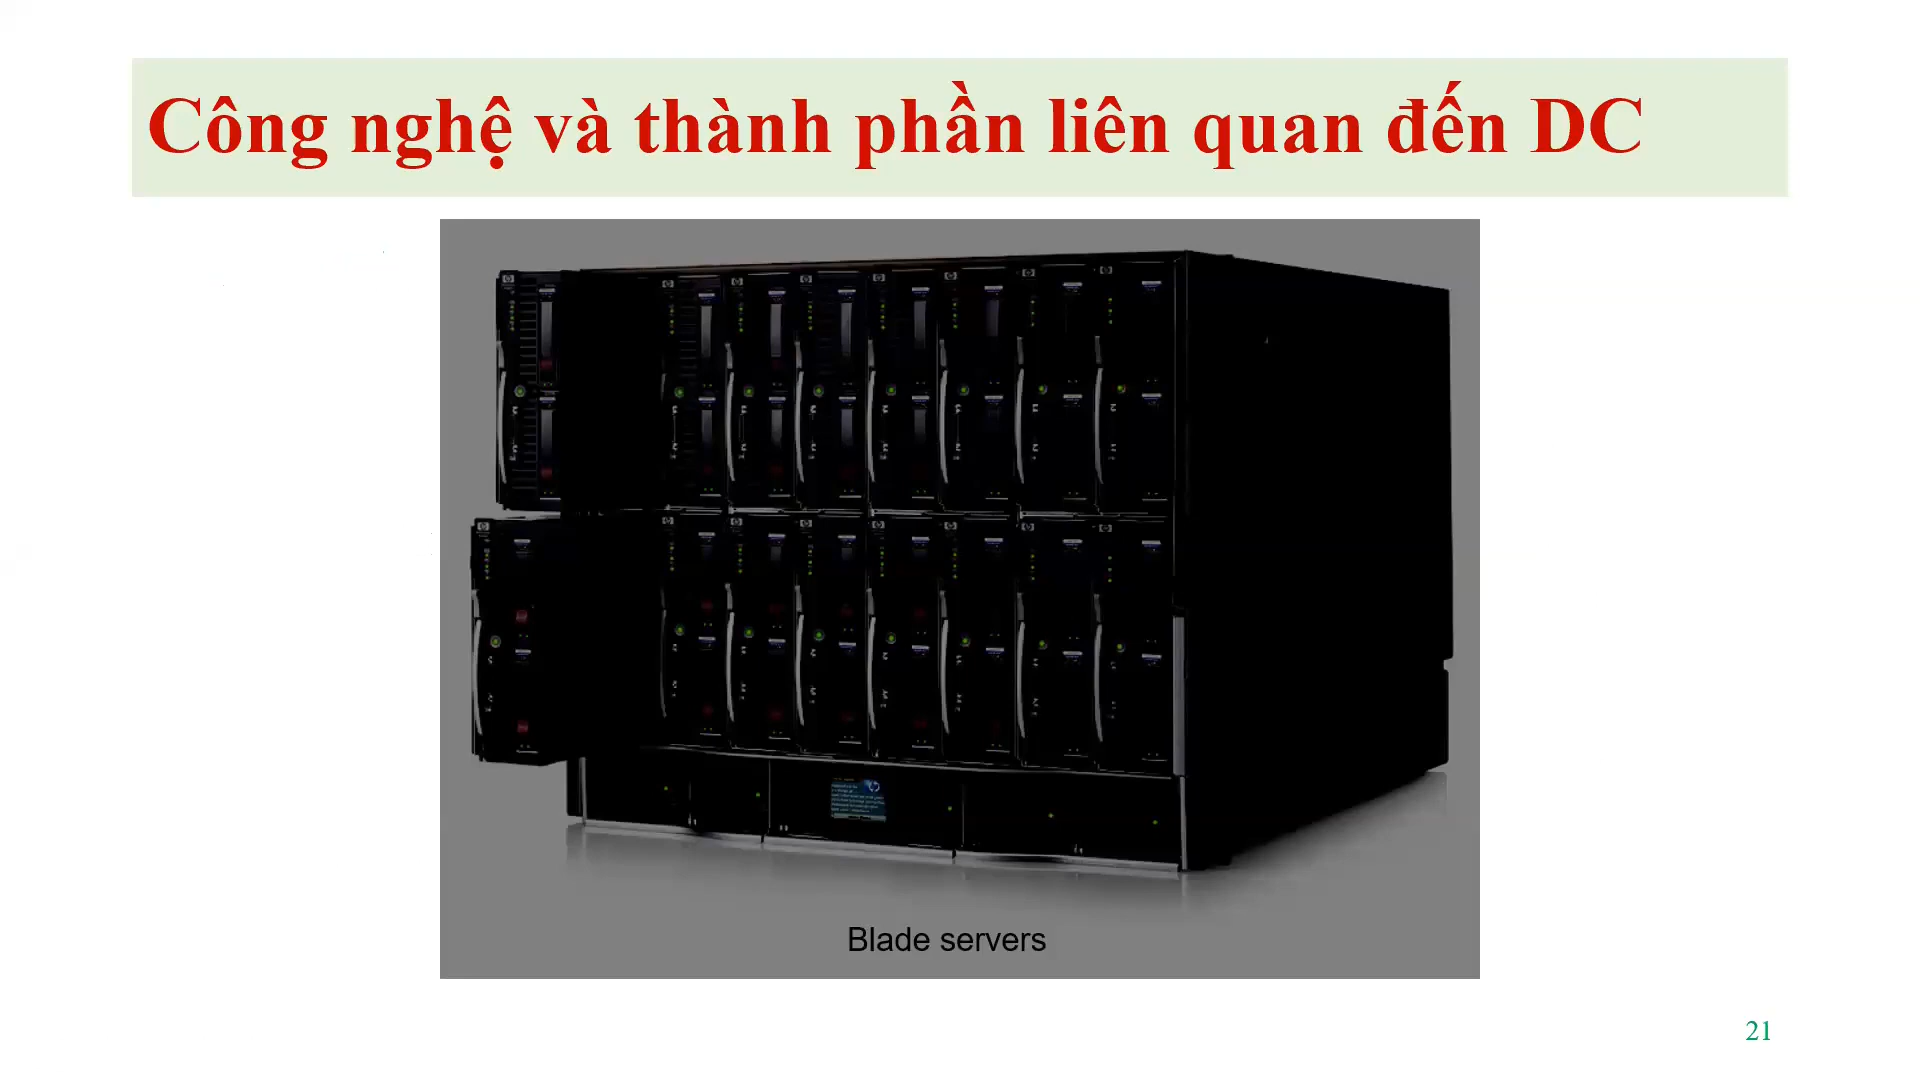 Công nghệ và thành phần liên quan đến DC
Blade servers
21